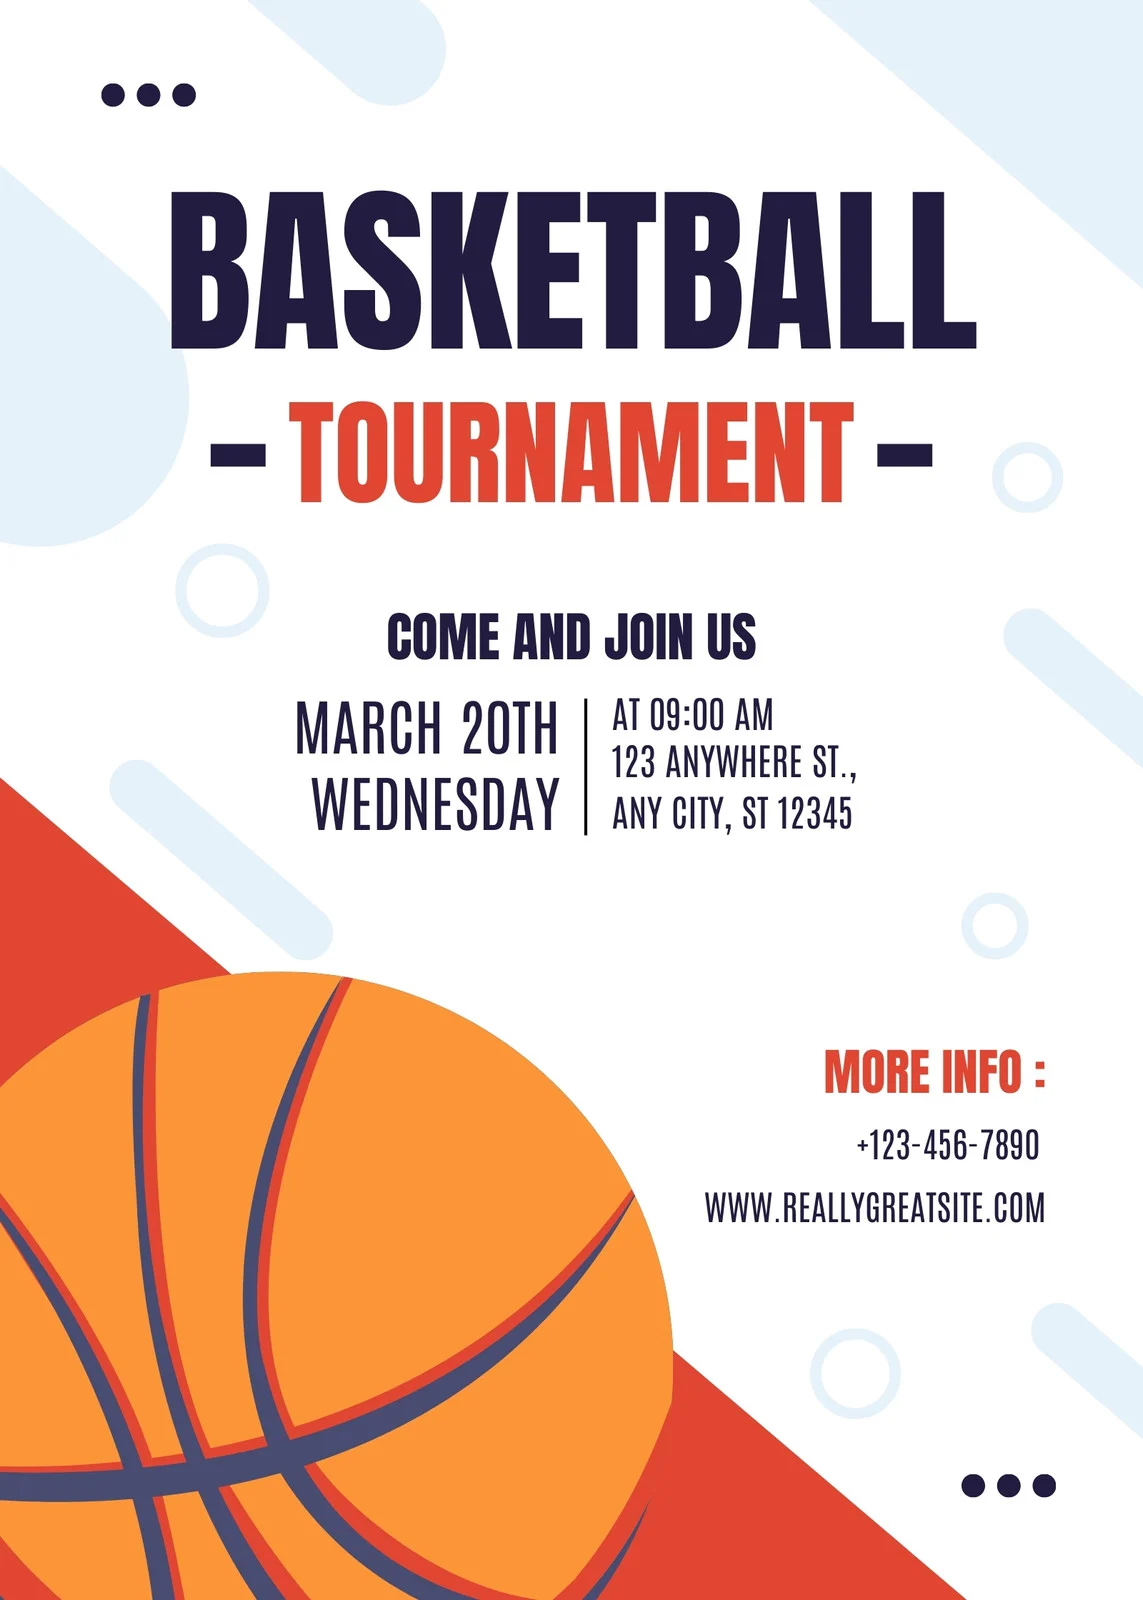 BASKETBALL
- TOURNAMENT -
COME AND JOIN US
MARCH 20TH
WEDNESDAY
AT 09:00 AM
123 ANYWHERE ST.,
ANY CITY, ST 12345
MORE INFO :
+123-456-7890
WWW.REALLYGREATSITE.COM